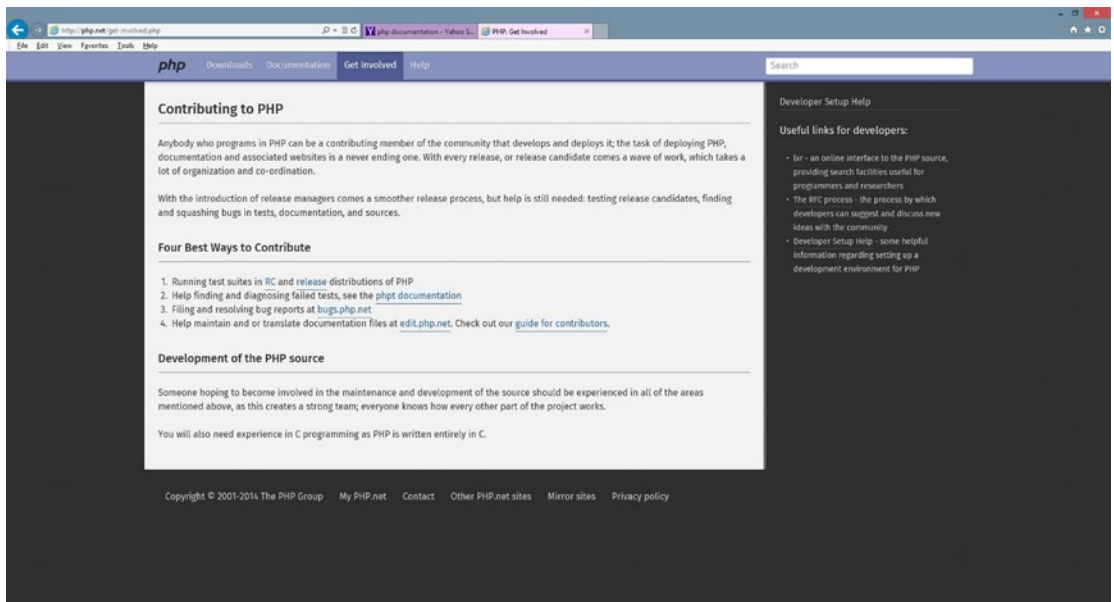 http://php.net/get-involved.php
php documentation - Yahoo S...
PHP: Get Involved
File Edit View Favorites Tools Help
php Downloads Documentation Get Involved Help
Search
Contributing to PHP
Anybody who programs in PHP can be a contributing member of the community that develops and deploys it; the task of deploying PHP,
documentation and associated websites is a never ending one. With every release, or release candidate comes a wave of work, which takes a
lot of organization and co-ordination.
With the introduction of release managers comes a smoother release process, but help is still needed: testing release candidates, finding
and squashing bugs in tests, documentation, and sources.
Four Best Ways to Contribute
1. Running test suites in RC and release distributions of PHP
2. Help finding and diagnosing failed tests, see the phpt documentation
3. Filing and resolving bug reports at bugs.php.net
4. Help maintain and or translate documentation files at edit.php.net. Check out our guide for contributors.
Development of the PHP source
Someone hoping to become involved in the maintenance and development of the source should be experienced in all of the areas
mentioned above, as this creates a strong team; everyone knows how every other part of the project works.
You will also need experience in C programming as PHP is written entirely in C.
Developer Setup Help
Useful links for developers:
• lxr - an online interface to the PHP source,
providing search facilities useful for
programmers and researchers
• The RFC process - the process by which
developers can suggest and discuss new
ideas with the community
• Developer Setup Help - some helpful
information regarding setting up a
development environment for PHP
Copyright © 2001-2014 The PHP Group My PHP.net Contact Other PHP.net sites Mirror sites Privacy policy